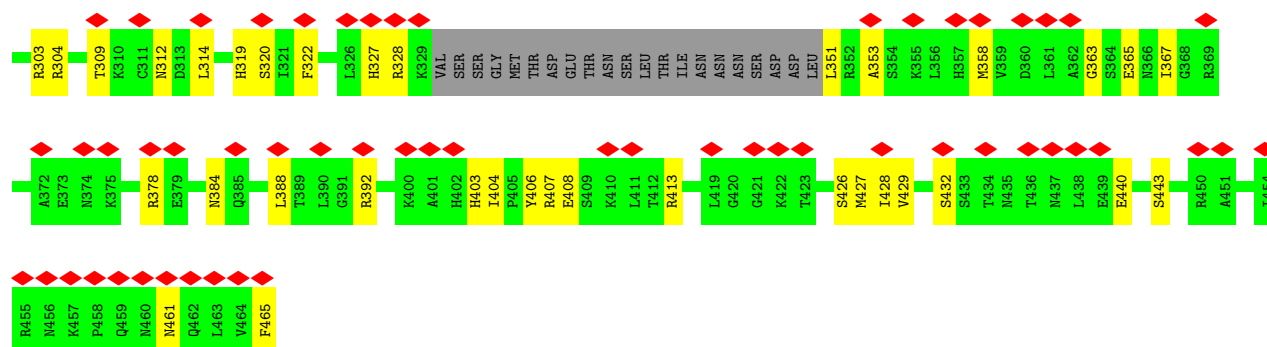 R303 R304 T309 K310 C311 N312 D313 L314 H319 S320 I321 F322 L326 H327 R328 K329 VAL SER SER GLY MET THR ASP GLU THR ASN SER LEU THR ILE ASN ASN ASN SER ASP ASP LEU L351 R352 A353 S354 K355 L356 H357 M358 V359 D360 L361 A362 G363 S364 E365 N366 I367 G368 R369
A372 E373 N374 K375 R378 E379 N384 Q385 L388 T389 L390 G391 R392 K400 A401 H402 H403 I404 P405 Y406 R407 E408 S409 K410 L411 T412 R413 L419 G420 G421 K422 T423 S426 M427 I428 V429 S432 S433 T434 N435 T436 N437 L438 E439 E440 S443 R450 A451
R455 N456 K457 P458 Q459 N460 N461 Q462 L463 V464 F465